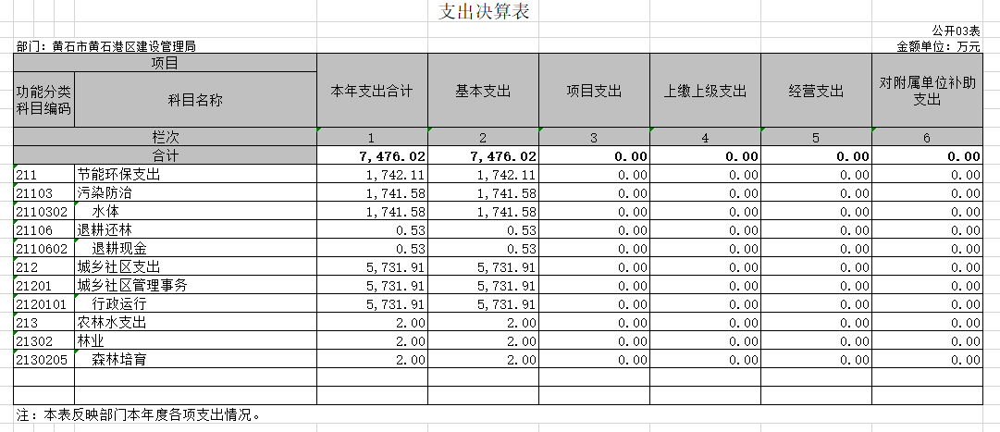 支出决算表
公开03表
部门：黄石市黄石港区建设管理局 金额单位：万元
项目 本年支出合计 基本支出 项目支出 上缴上级支出 经营支出 对附属单位补助支出
功能分类科目编码 科目名称
栏次 1 2 3 4 5 6
合计 7,476.02 7,476.02 0.00 0.00 0.00 0.00
211 节能环保支出 1,742.11 1,742.11 0.00 0.00 0.00 0.00
21103 污染防治 1,741.58 1,741.58 0.00 0.00 0.00 0.00
2110302 水体 1,741.58 1,741.58 0.00 0.00 0.00 0.00
21106 退耕还林 0.53 0.53 0.00 0.00 0.00 0.00
2110602 退耕现金 0.53 0.53 0.00 0.00 0.00 0.00
212 城乡社区支出 5,731.91 5,731.91 0.00 0.00 0.00 0.00
21201 城乡社区管理事务 5,731.91 5,731.91 0.00 0.00 0.00 0.00
2120101 行政运行 5,731.91 5,731.91 0.00 0.00 0.00 0.00
213 农林水支出 2.00 2.00 0.00 0.00 0.00 0.00
21302 林业 2.00 2.00 0.00 0.00 0.00 0.00
2130205 森林培育 2.00 2.00 0.00 0.00 0.00 0.00
注：本表反映部门本年度各项支出情况。